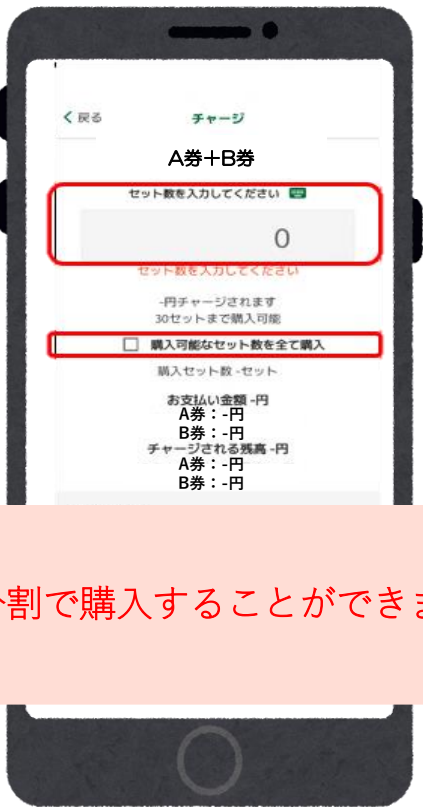 く 戻る
チャージ
A券＋B券
セット数を入力してください
0
セット数を入力してください
-円チャージされます
30セットまで購入可能
購入可能なセット数を全て購入
購入セット数 -セット
お支払い金額 -円
A券：-円
B券：-円
チャージされる残高 -円
A券：-円
B券：-円
割で購入することができま